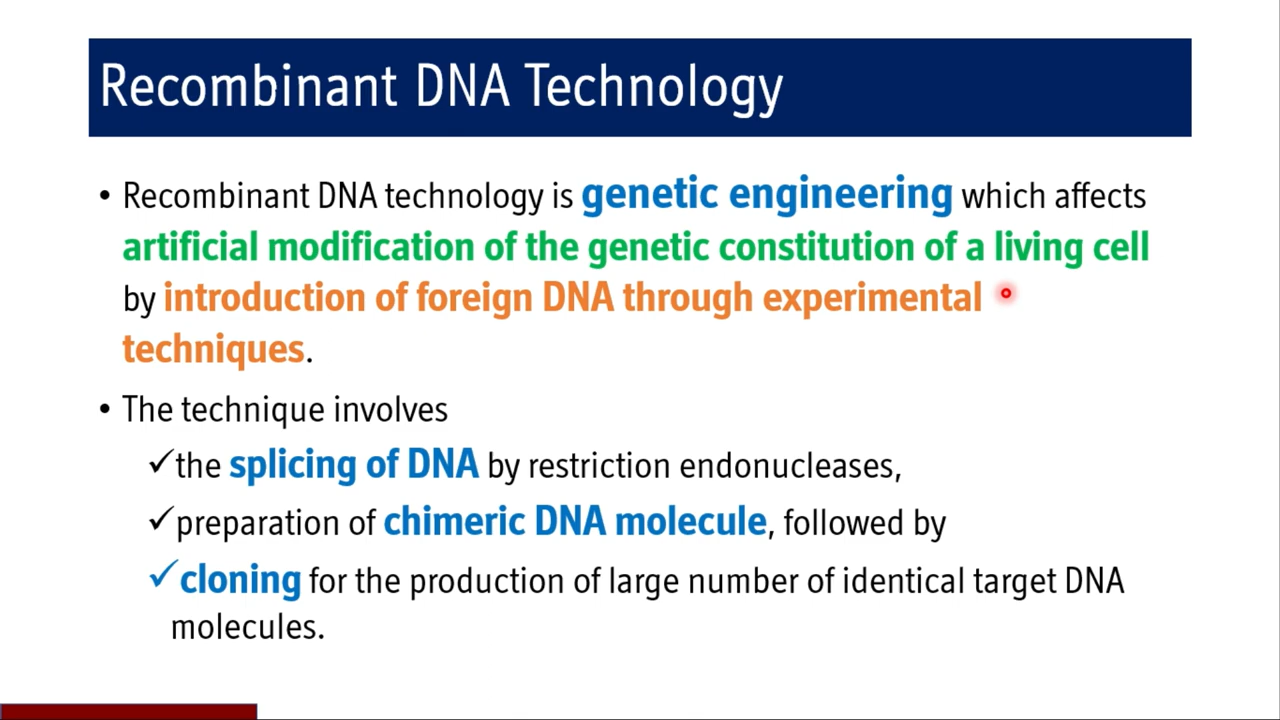 Recombinant DNA Technology
• Recombinant DNA technology is genetic engineering which affects
artificial modification of the genetic constitution of a living cell
by introduction of foreign DNA through experimental
techniques.
• The technique involves
✓the splicing of DNA by restriction endonucleases,
✓preparation of chimeric DNA molecule, followed by
✓cloning for the production of large number of identical target DNA
molecules.